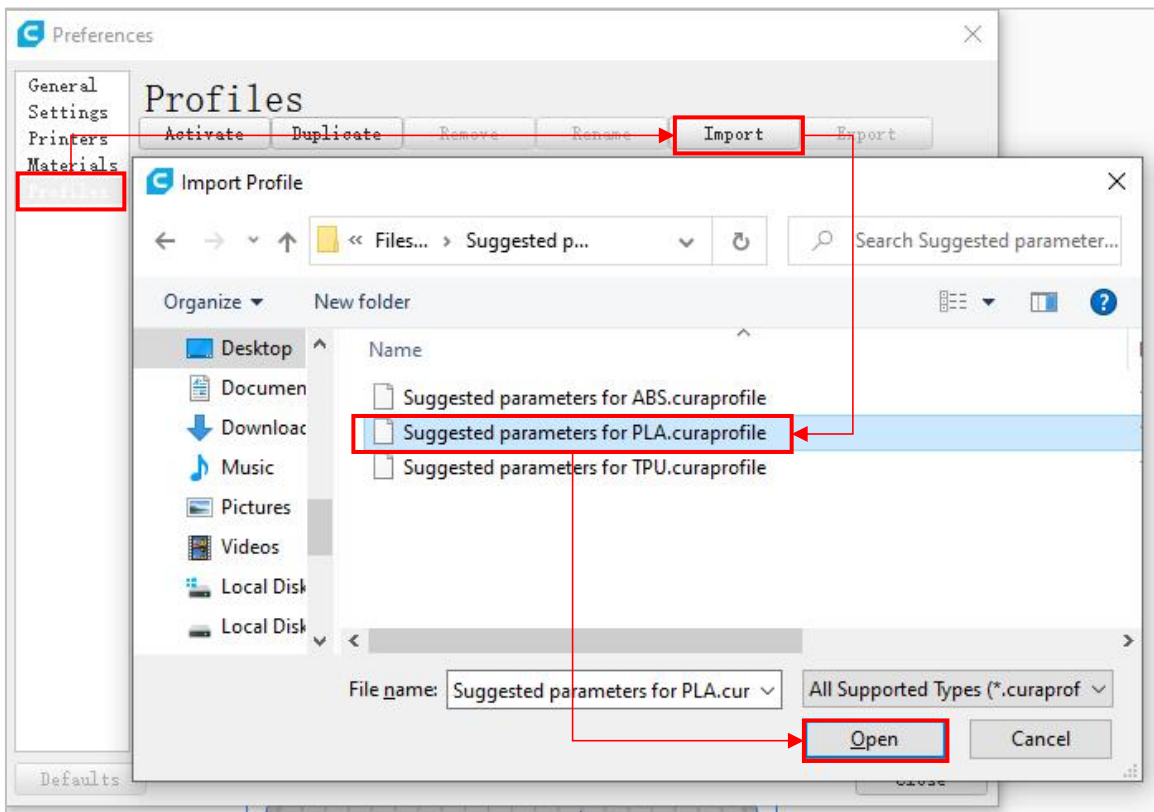 Preferences
General
Settings
Printers
Materials
Profiles
Profiles
Activate Duplicate Remove Rename Import Export
Import Profile
« Files... › Suggested p...
Search Suggested parameter...
Organize
New folder
Desktop
Documen
Downloac
Music
Pictures
Videos
Local Disk
Local Disk
Name
Suggested parameters for ABS.curaprofile
Suggested parameters for PLA.curaprofile
Suggested parameters for TPU.curaprofile
File name: Suggested parameters for PLA.cur
All Supported Types (*.curaprof
Open
Cancel
Defaults
Close